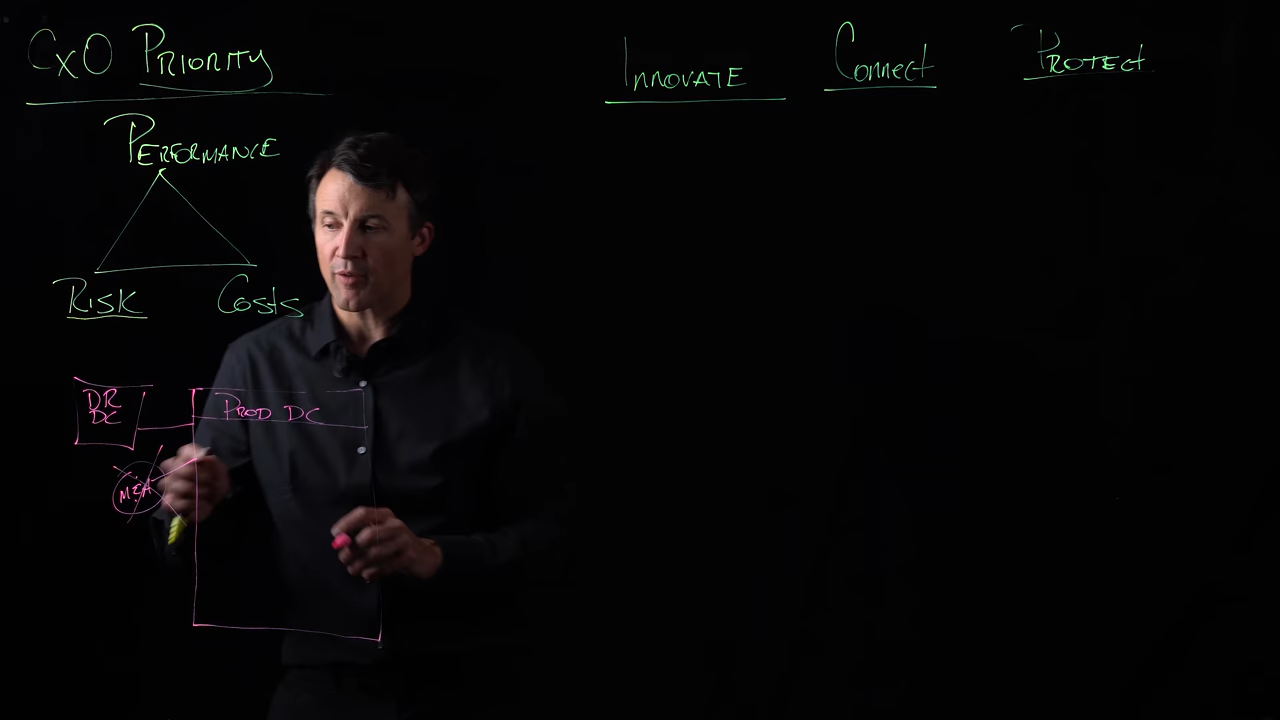 CxO PRIORITY
INNOVATE
Connect
PROTECT
PERFORMANCE
RISK
Costs
DR
DC
PROD DC
M&A